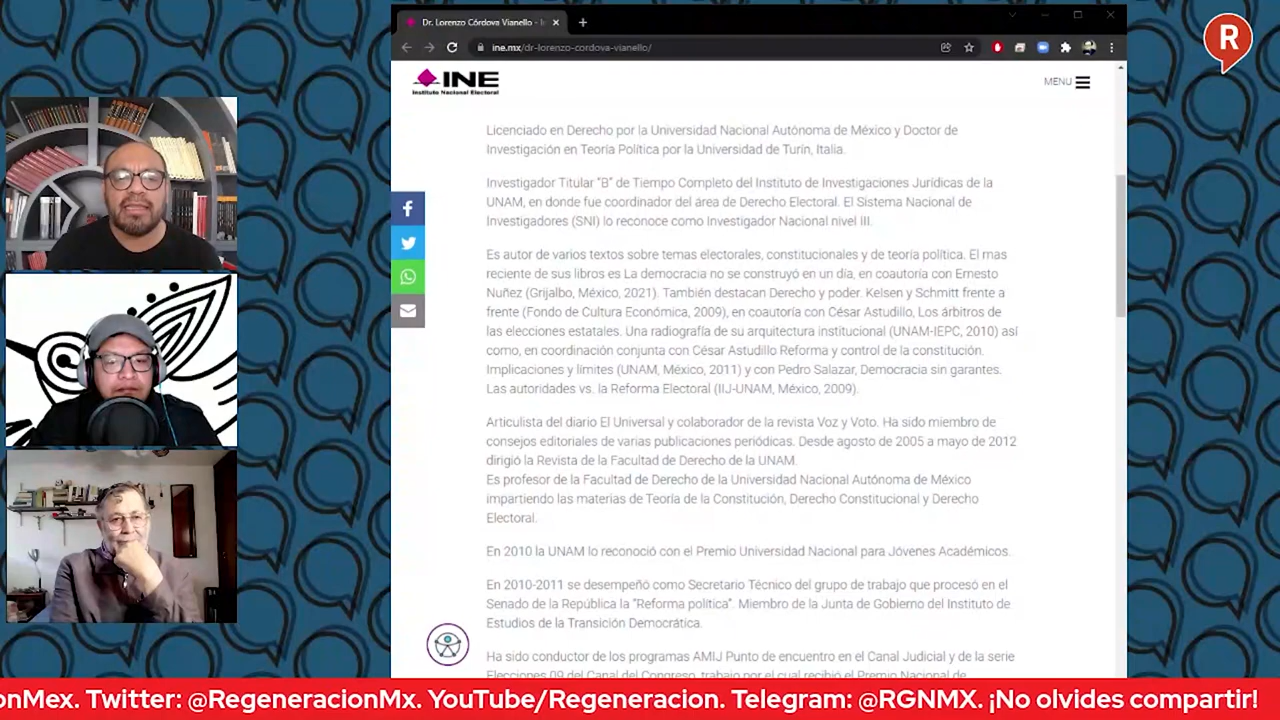 Dr. Lorenzo Córdova Vianello - I
ine.mx/dr-lorenzo-cordova-vianello/
INE
Instituto Nacional Electoral
MENU
Licenciado en Derecho por la Universidad Nacional Autónoma de México y Doctor de
Investigación en Teoría Política por la Universidad de Turín, Italia.
Investigador Titular “B” de Tiempo Completo del Instituto de Investigaciones Jurídicas de la
UNAM, en donde fue coordinador del área de Derecho Electoral. El Sistema Nacional de
Investigadores (SNI) lo reconoce como Investigador Nacional nivel III.
Es autor de varios textos sobre temas electorales, constitucionales y de teoría política. El mas
reciente de sus libros es La democracia no se construyó en un día, en coautoría con Ernesto
Nuñez (Grijalbo, México, 2021). También destacan Derecho y poder. Kelsen y Schmitt frente a
frente (Fondo de Cultura Económica, 2009), en coautoría con César Astudillo, Los árbitros de
las elecciones estatales. Una radiografía de su arquitectura institucional (UNAM-IEPC, 2010) así
como, en coordinación conjunta con César Astudillo Reforma y control de la constitución.
Implicaciones y límites (UNAM, México, 2011) y con Pedro Salazar, Democracia sin garantes.
Las autoridades vs. la Reforma Electoral (IIJ-UNAM, México, 2009).
Articulista del diario El Universal y colaborador de la revista Voz y Voto. Ha sido miembro de
consejos editoriales de varias publicaciones periódicas. Desde agosto de 2005 a mayo de 2012
dirigió la Revista de la Facultad de Derecho de la UNAM.
Es profesor de la Facultad de Derecho de la Universidad Nacional Autónoma de México
impartiendo las materias de Teoría de la Constitución, Derecho Constitucional y Derecho
Electoral.
En 2010 la UNAM lo reconoció con el Premio Universidad Nacional para Jóvenes Académicos.
En 2010-2011 se desempeñó como Secretario Técnico del grupo de trabajo que procesó en el
Senado de la República la “Reforma política”. Miembro de la Junta de Gobierno del Instituto de
Estudios de la Transición Democrática.
Ha sido conductor de los programas AMIJ Punto de encuentro en el Canal Judicial y de la serie
Elecciones 09 del Canal del Congreso, trabajo por el cual recibió el Premio Nacional de
R
onMex. Twitter: @RegeneracionMx. YouTube/Regeneracion. Telegram: @RGNMX. ¡No olvides compartir!